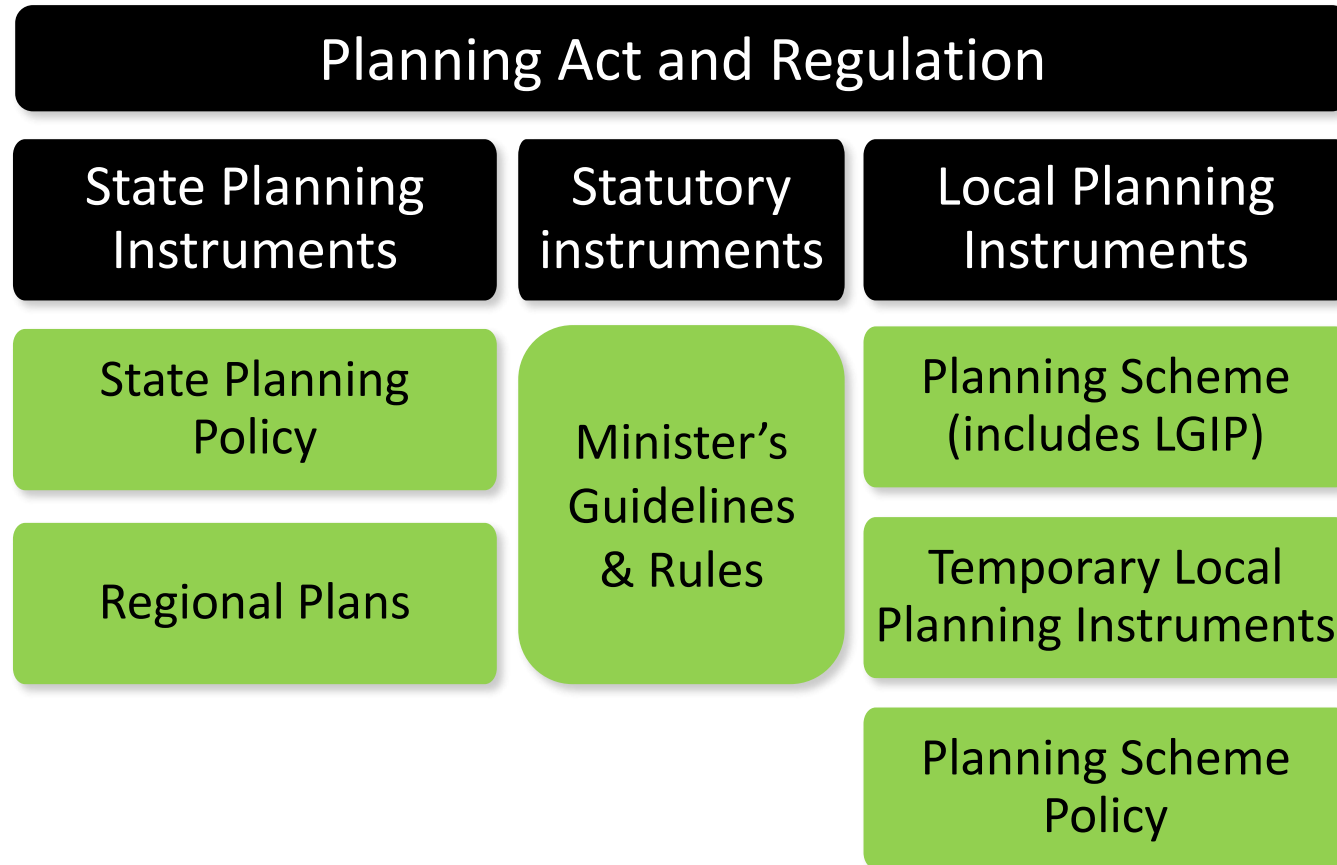 Planning Act and Regulation
State Planning
Instruments
Statutory
instruments
Local Planning
Instruments
State Planning
Policy
Regional Plans
Minister’s
Guidelines
& Rules
Planning Scheme
(includes LGIP)
Temporary Local
Planning Instruments
Planning Scheme
Policy